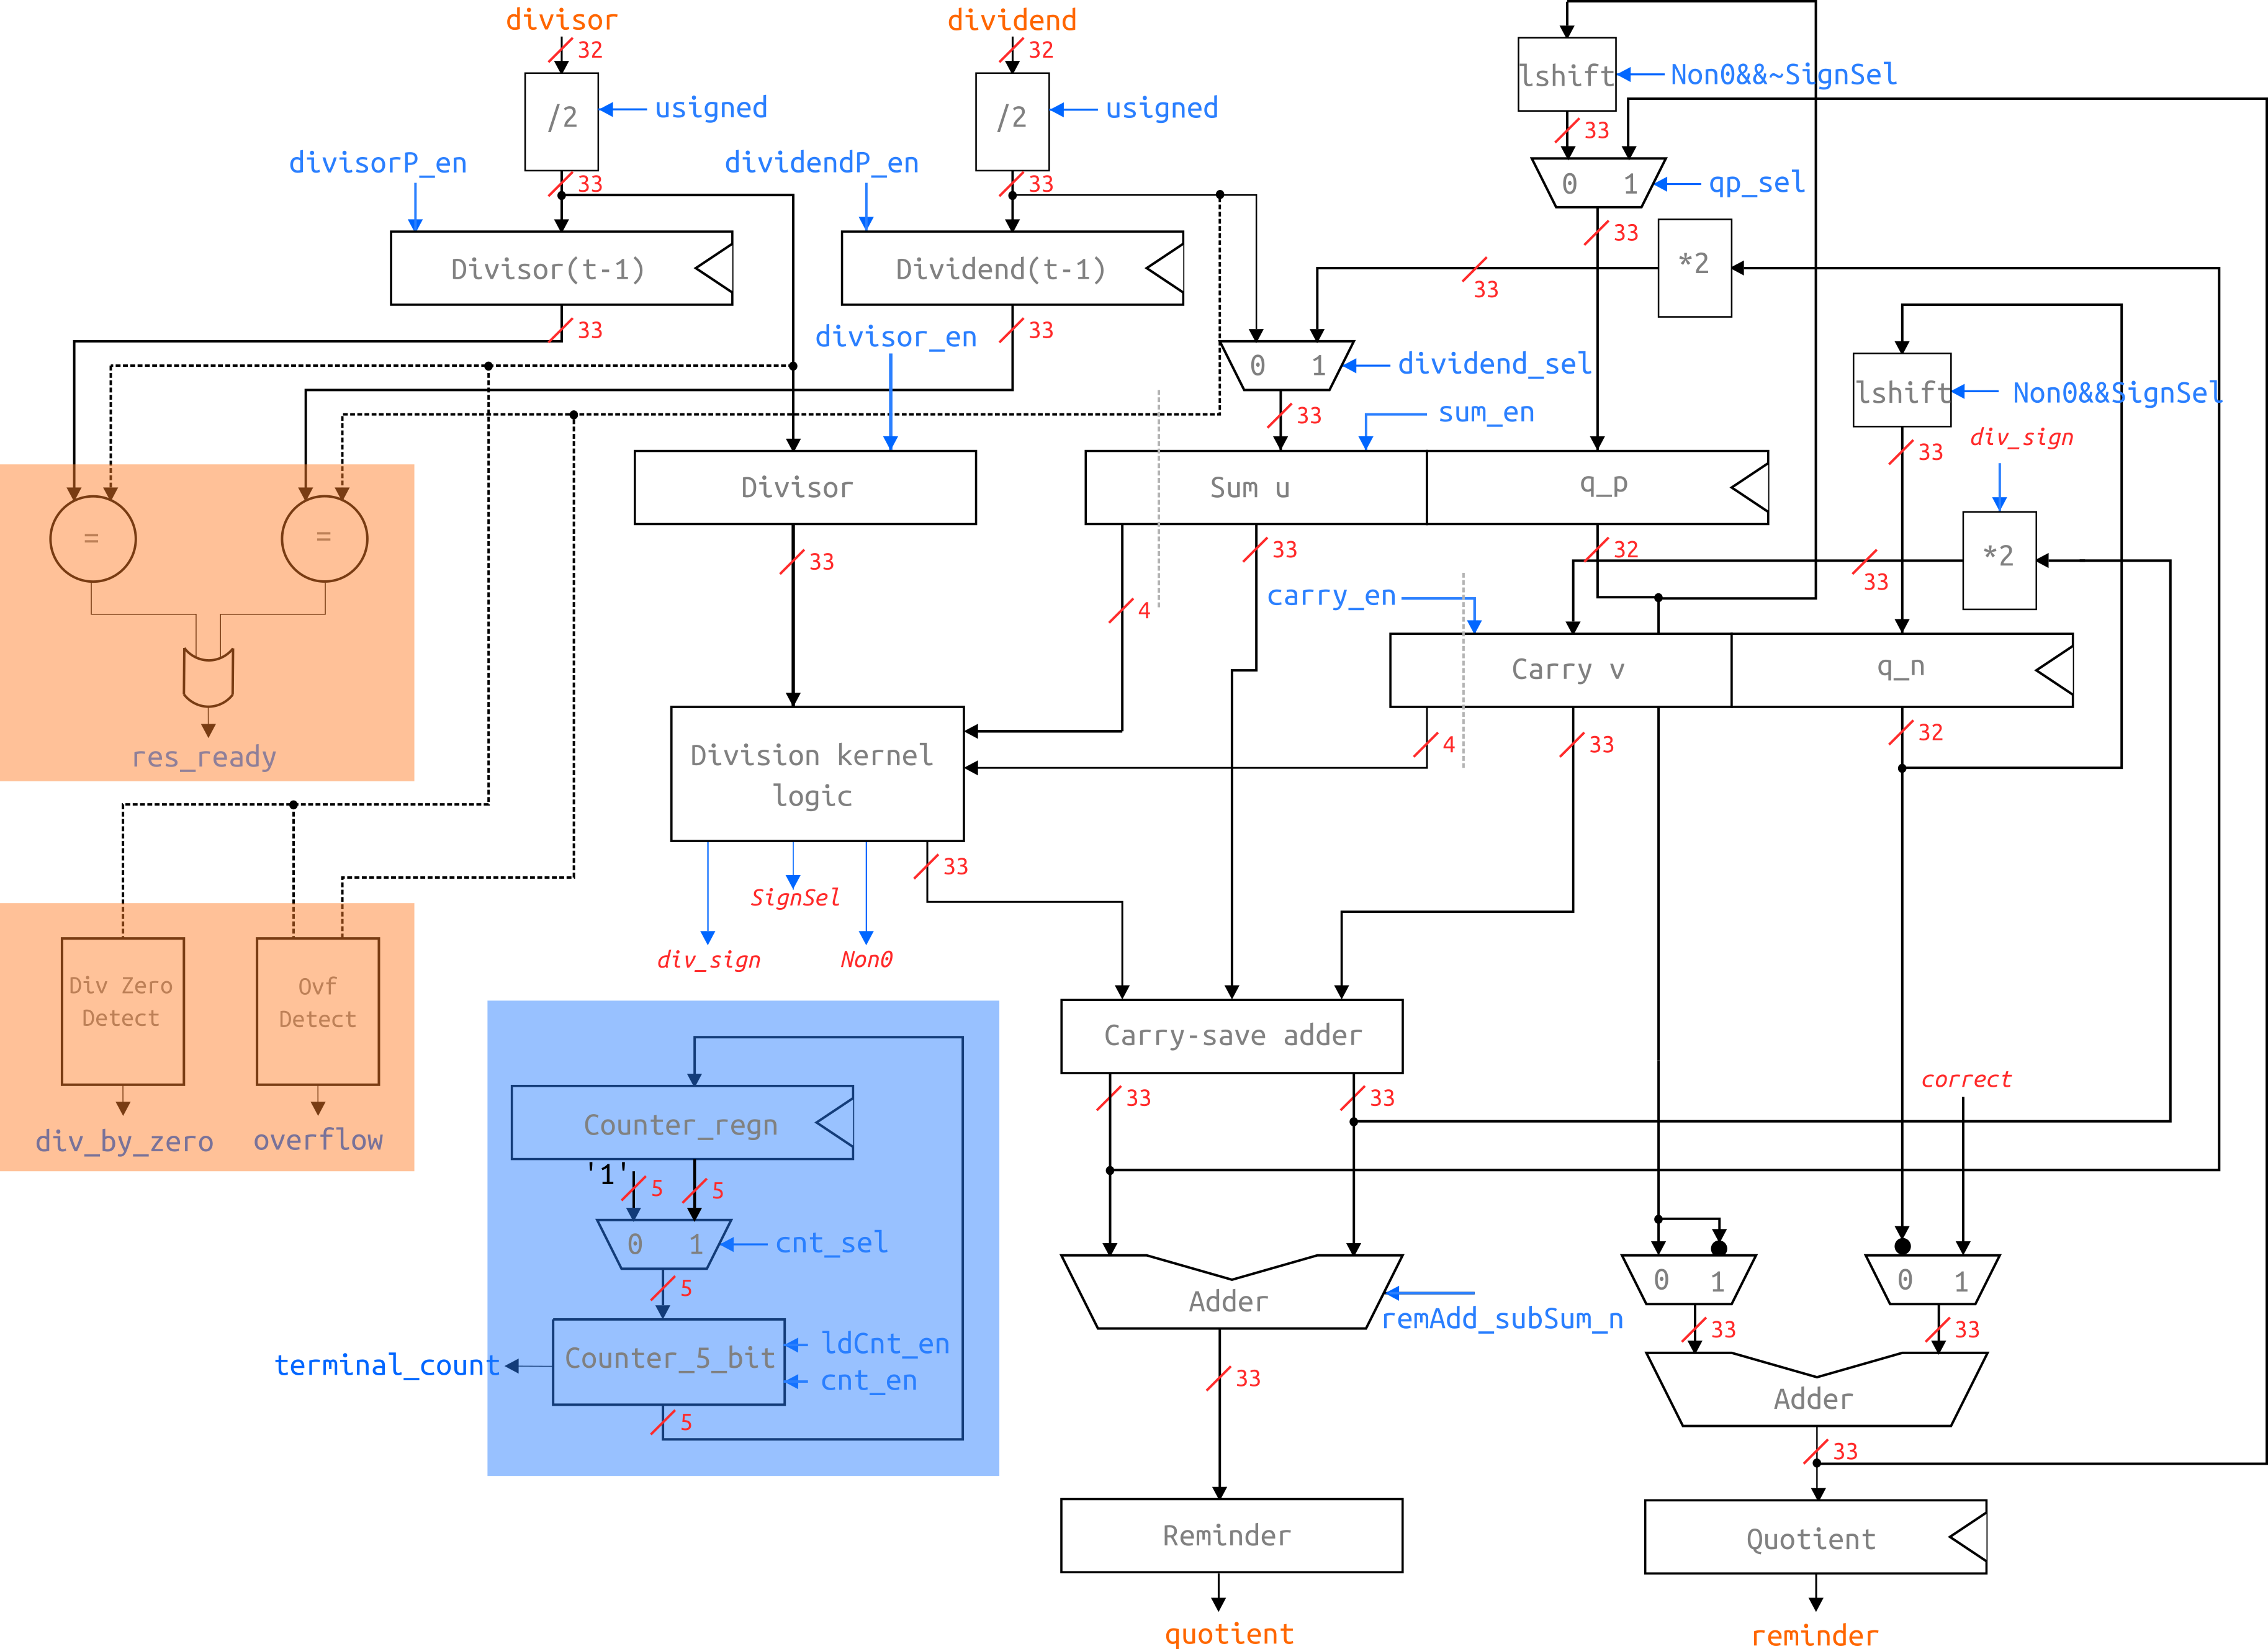 divisor
dividend
32
32
lshift
Non0&&~SignSel
/2
usigned
/2
usigned
33
divisorP_en
dividendP_en
33
33
0 1
qp_sel
33
*2
Divisor(t-1)
Dividend(t-1)
33
33
33
divisor_en
0 1
dividend_sel
lshift
Non0&&SignSel
33
sum_en
div_sign
33
Divisor
Sum u
q_p
=
=
33
33
32
*2
33
4
carry_en
Carry v
q_n
res_ready
Division kernel
logic
4
33
32
33
SignSel
div_sign
Non0
Div Zero
Detect
Ovf
Detect
Carry-save adder
correct
33
33
div_by_zero
overflow
Counter_regn
'1'
5
5
0 1
cnt_sel
5
Adder
remAdd_subSum_n
0 1
0 1
33
33
terminal_count
Counter_5_bit
ldCnt_en
cnt_en
5
33
Adder
33
Reminder
Quotient
quotient
reminder